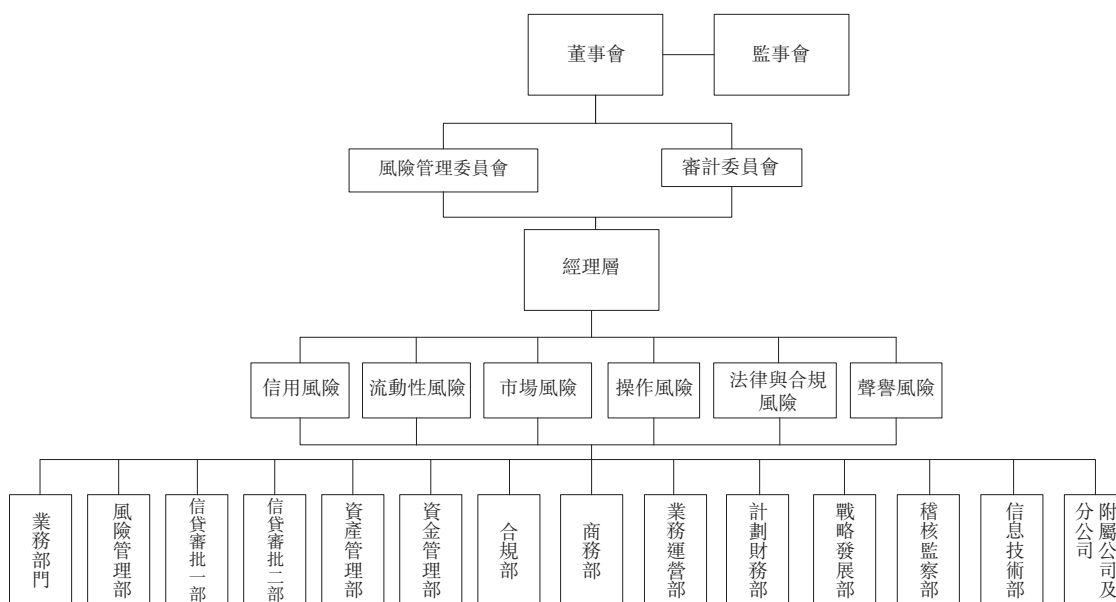 董事會
監事會
風險管理委員會
審計委員會
經理層
信用風險
流動性風險
市場風險
操作風險
法律與合規
風險
聲譽風險
業務部門
風險管理部
信貸審批一部
信貸審批二部
資產管理部
資金管理部
合規部
商務部
業務運營部
計劃財務部
戰略發展部
稽核監察部
信息技術部
附屬公司及
分公司